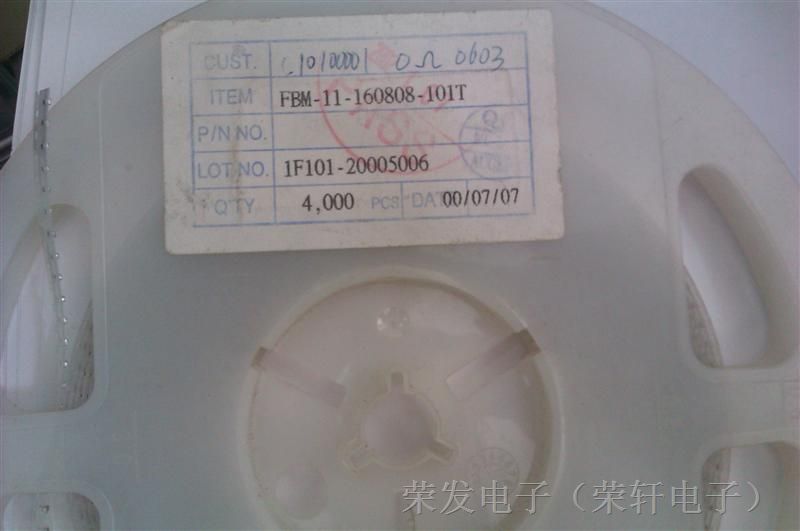 CUST. C1010001 0Ω 0603
ITEM FBM-11-160808-101T
P/N NO.
LOT NO. 1F101-20005006
Q'TY 4,000 PCS DATE 00/07/07
荣发电子（荣轩电子）